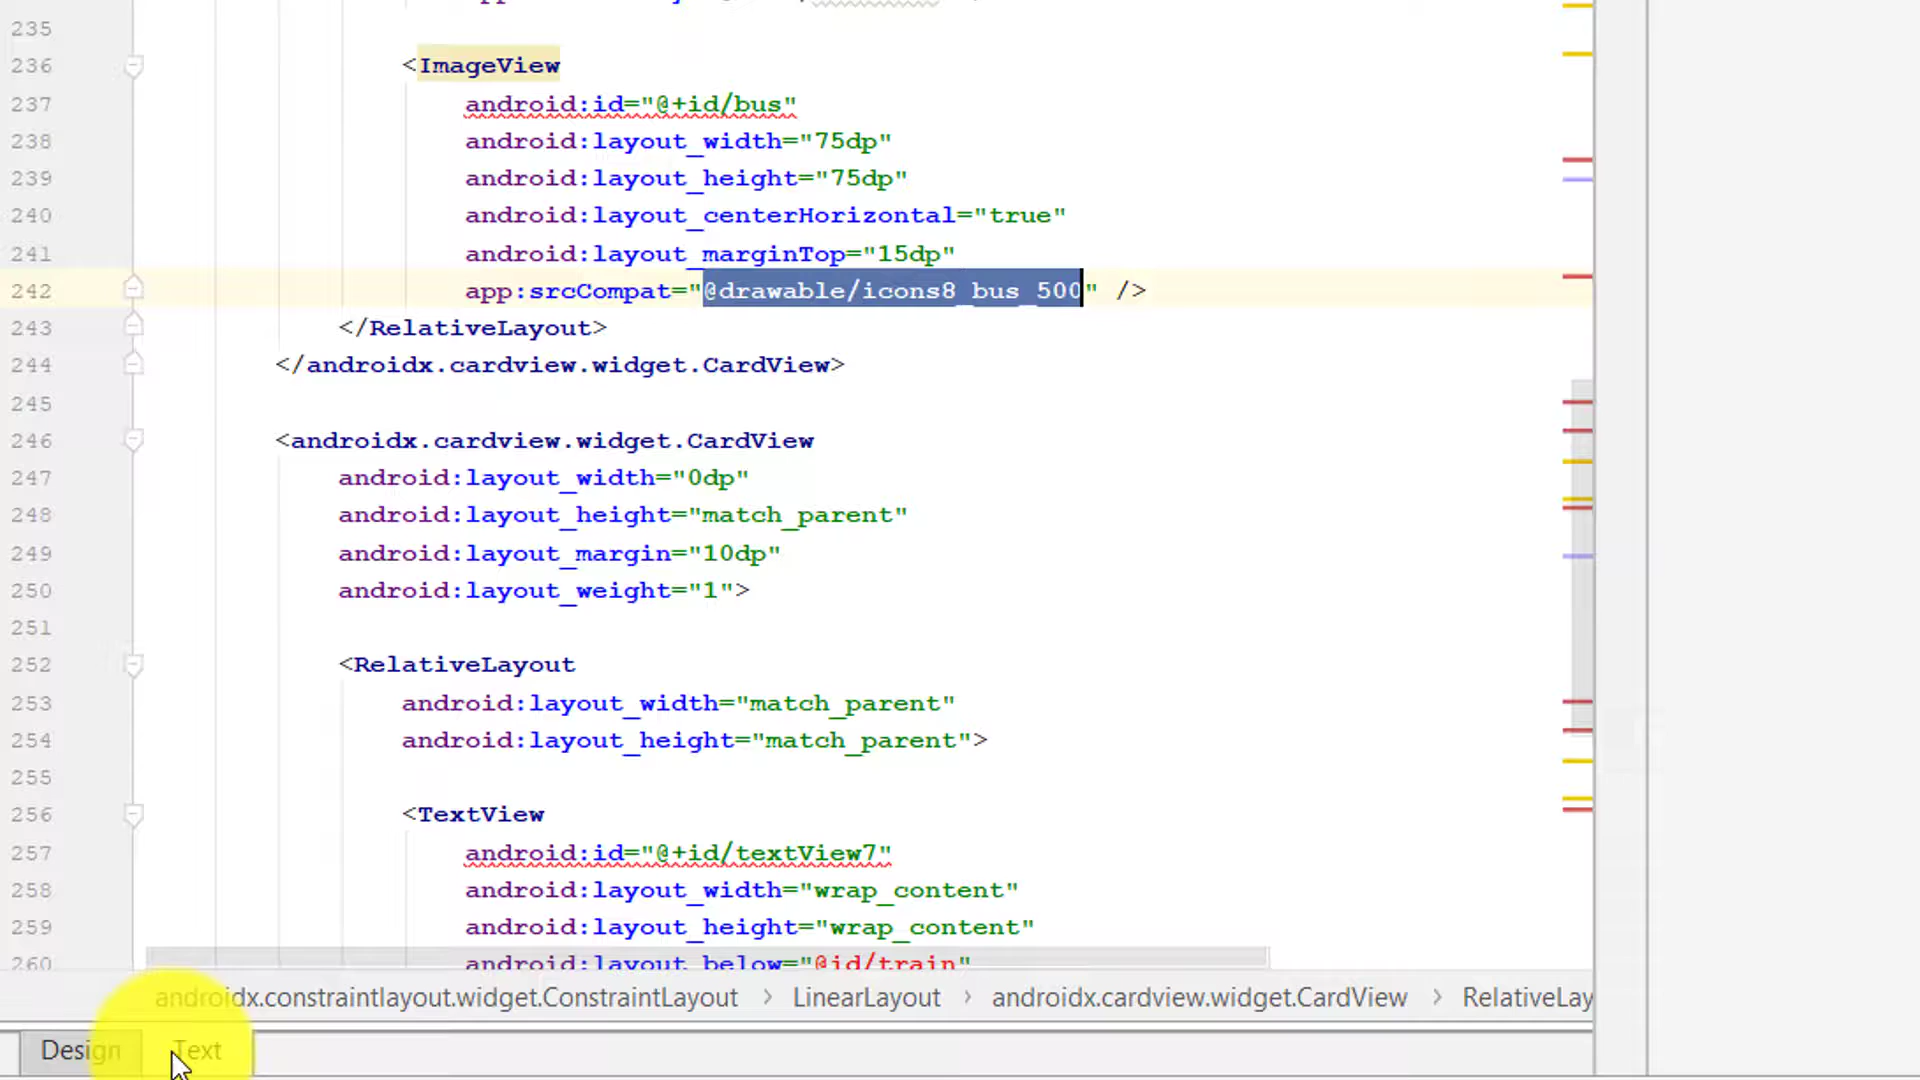 235
236 <ImageView
237 android:id="@+id/bus"
238 android:layout_width="75dp"
239 android:layout_height="75dp"
240 android:layout_centerHorizontal="true"
241 android:layout_marginTop="15dp"
242 app:srcCompat="@drawable/icons8_bus_500" />
243 </RelativeLayout>
244 </androidx.cardview.widget.CardView>
245
246 <androidx.cardview.widget.CardView
247 android:layout_width="0dp"
248 android:layout_height="match_parent"
249 android:layout_margin="10dp"
250 android:layout_weight="1">
251
252 <RelativeLayout
253 android:layout_width="match_parent"
254 android:layout_height="match_parent">
255
256 <TextView
257 android:id="@+id/textView7"
258 android:layout_width="wrap_content"
259 android:layout_height="wrap_content"
260 android:layout_below="@id/train"
androidx.constraintlayout.widget.ConstraintLayout > LinearLayout > androidx.cardview.widget.CardView > RelativeLay
Design Text